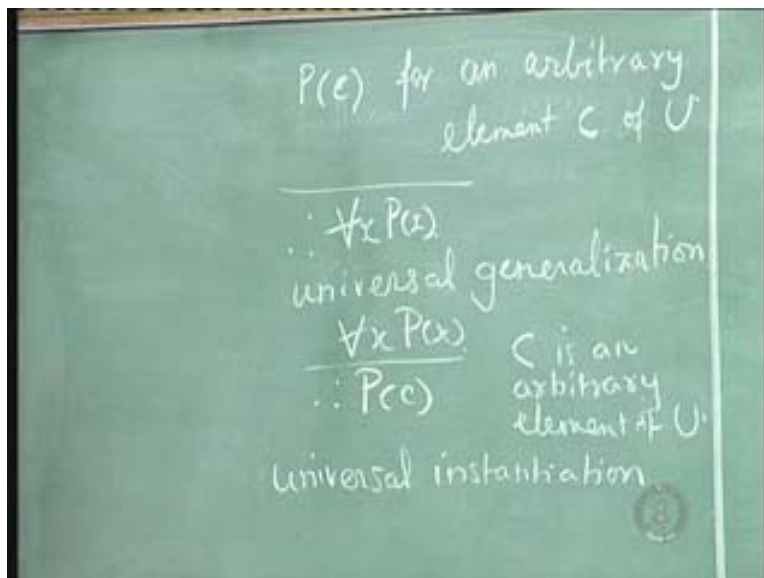 P(c) for an arbitrary
element C of U
∴ ∀x P(x)
universal generalization
∀x P(x)
∴ P(c)
C is an
arbitrary
element of U.
universal instantiation